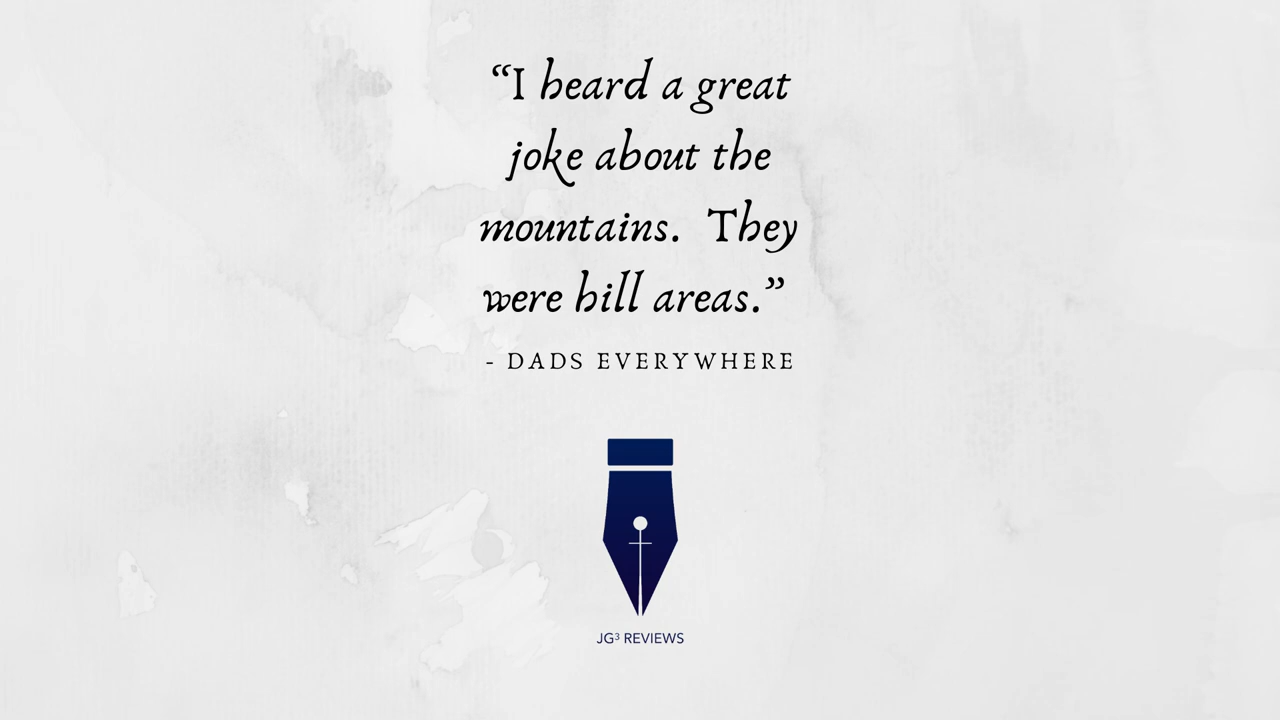 “I heard a great
joke about the
mountains. They
were hill areas.”
- DADS EVERYWHERE
JG³ REVIEWS